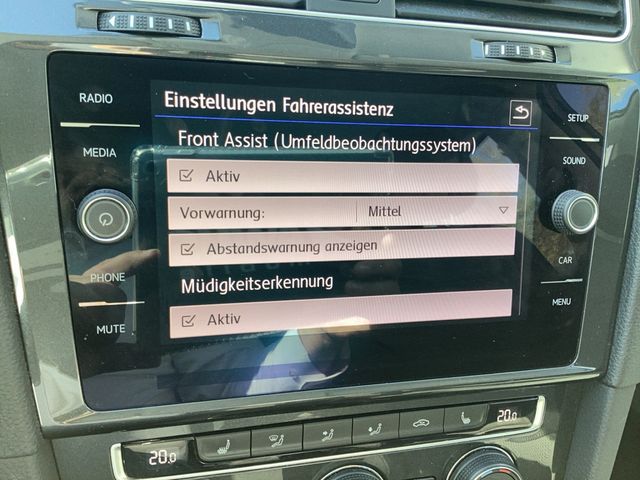 RADIO
MEDIA
PHONE
MUTE
Einstellungen Fahrerassistenz
Front Assist (Umfeldbeobachtungssystem)
Aktiv
Vorwarnung: Mittel
Abstandswarnung anzeigen
Müdigkeitserkennung
Aktiv
SETUP
SOUND
CAR
MENU
20.0
20.0